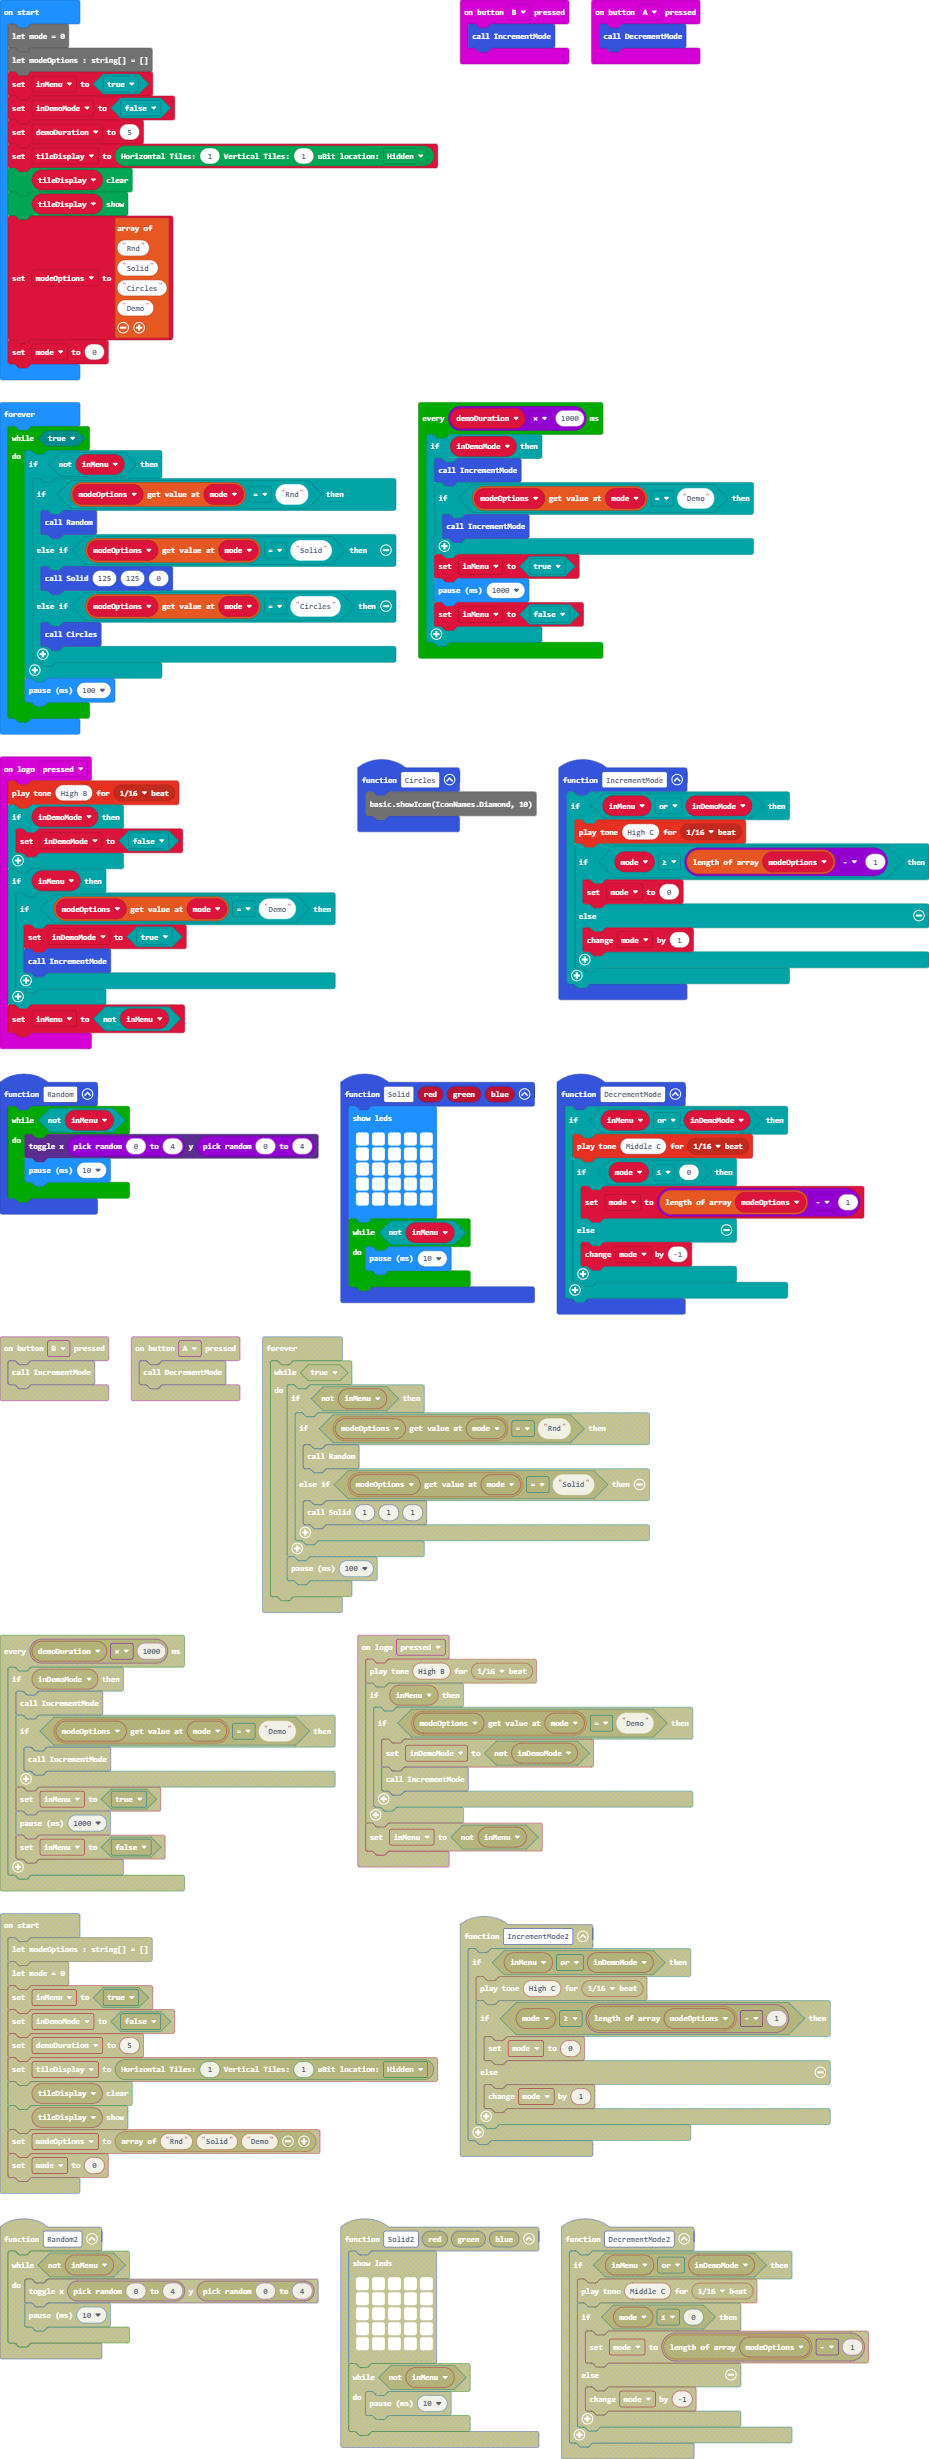 on start
let mode = 0
let modeOptions : string[] = []
set inMenu to true
set inDemoMode to false
set demoDuration to 5
set tileDisplay to Horizontal Tiles: 1 Vertical Tiles: 1 uBit location: Hidden
tileDisplay clear
tileDisplay show
set modeOptions to array of
"Rnd"
"Solid"
"Circles"
"Demo"
set mode to 0
on button B pressed
call IncrementMode
on button A pressed
call DecrementMode
forever
while true
do if not inMenu then
if modeOptions get value at mode = "Rnd" then
call Random
else if modeOptions get value at mode = "Solid" then
call Solid 125 125 0
else if modeOptions get value at mode = "Circles" then
call Circles
pause (ms) 100
every demoDuration × 1000 ms
if inDemoMode then
call IncrementMode
if modeOptions get value at mode = "Demo" then
call IncrementMode
set inMenu to true
pause (ms) 1000
set inMenu to false
on logo pressed
play tone High B for 1/16 beat
if inDemoMode then
set inDemoMode to false
if inMenu then
if modeOptions get value at mode = "Demo" then
set inDemoMode to true
call IncrementMode
set inMenu to not inMenu
function Circles
basic.showIcon(IconNames.Diamond, 10)
function IncrementMode
if inMenu or inDemoMode then
play tone High C for 1/16 beat
if mode ≥ length of array modeOptions - 1 then
set mode to 0
else
change mode by 1
function Random
while not inMenu
do toggle x pick random 0 to 4 y pick random 0 to 4
pause (ms) 10
function Solid red green blue
show leds
while not inMenu
do pause (ms) 10
function DecrementMode
if inMenu or inDemoMode then
play tone Middle C for 1/16 beat
if mode ≤ 0 then
set mode to length of array modeOptions - 1
else
change mode by -1
on button B pressed
call IncrementMode
on button A pressed
call DecrementMode
forever
while true
do if not inMenu then
if modeOptions get value at mode = "Rnd" then
call Random
else if modeOptions get value at mode = "Solid" then
call Solid 1 1 1
pause (ms) 100
every demoDuration × 1000 ms
if inDemoMode then
call IncrementMode
if modeOptions get value at mode = "Demo" then
call IncrementMode
set inMenu to true
pause (ms) 1000
set inMenu to false
on logo pressed
play tone High B for 1/16 beat
if inMenu then
if modeOptions get value at mode = "Demo" then
set inDemoMode to not inDemoMode
call IncrementMode
set inMenu to not inMenu
on start
let modeOptions : string[] = []
let mode = 0
set inMenu to true
set inDemoMode to false
set demoDuration to 5
set tileDisplay to Horizontal Tiles: 1 Vertical Tiles: 1 uBit location: Hidden
tileDisplay clear
tileDisplay show
set modeOptions to array of "Rnd" "Solid" "Demo"
set mode to 0
function IncrementMode2
if inMenu or inDemoMode then
play tone High C for 1/16 beat
if mode ≥ length of array modeOptions - 1 then
set mode to 0
else
change mode by 1
function Random2
while not inMenu
do toggle x pick random 0 to 4 y pick random 0 to 4
pause (ms) 10
function Solid2 red green blue
show leds
while not inMenu
do pause (ms) 10
function DecrementMode2
if inMenu or inDemoMode then
play tone Middle C for 1/16 beat
if mode ≤ 0 then
set mode to length of array modeOptions - 1
else
change mode by -1